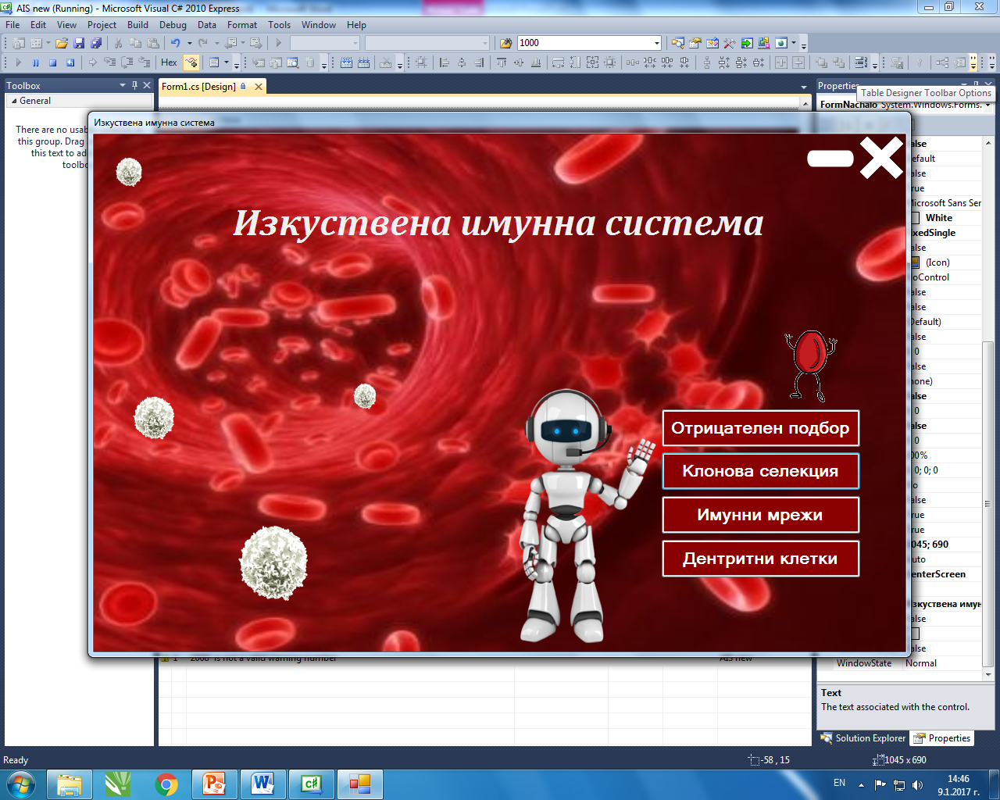 AIS new (Running) - Microsoft Visual C# 2010 Express
File Edit View Project Build Debug Data Format Tools Window Help
1000
Hex
Toolbox
Form1.cs [Design]
Properties
Table Designer Toolbar Options
General
FormNachalo System.Windows.Forms.
There are no usab
this group. Drag
this text to ad
toolbo
Изкуствена имунна система
Изкуствена имунна система
Отрицателен подбор
Клонова селекция
Имунни мрежи
Дентритни клетки
alse
efault
alse
rue
Microsoft Sans Ser
White
ixedSingle
alse
(Icon)
oControl
alse
alse
Default)
alse
0
alse
none)
alse
0
alse
0
00%
0; 0; 0
o
alse
rue
rue
045; 690
uto
enterScreen
зкуствена имун
alse
alse
WindowState Normal
1 '2008' is not a valid warning number AIS new
Text
The text associated with the control.
Solution Explorer Properties
Ready -58 , 15 1045 x 690
EN 14:46
9.1.2017 г.